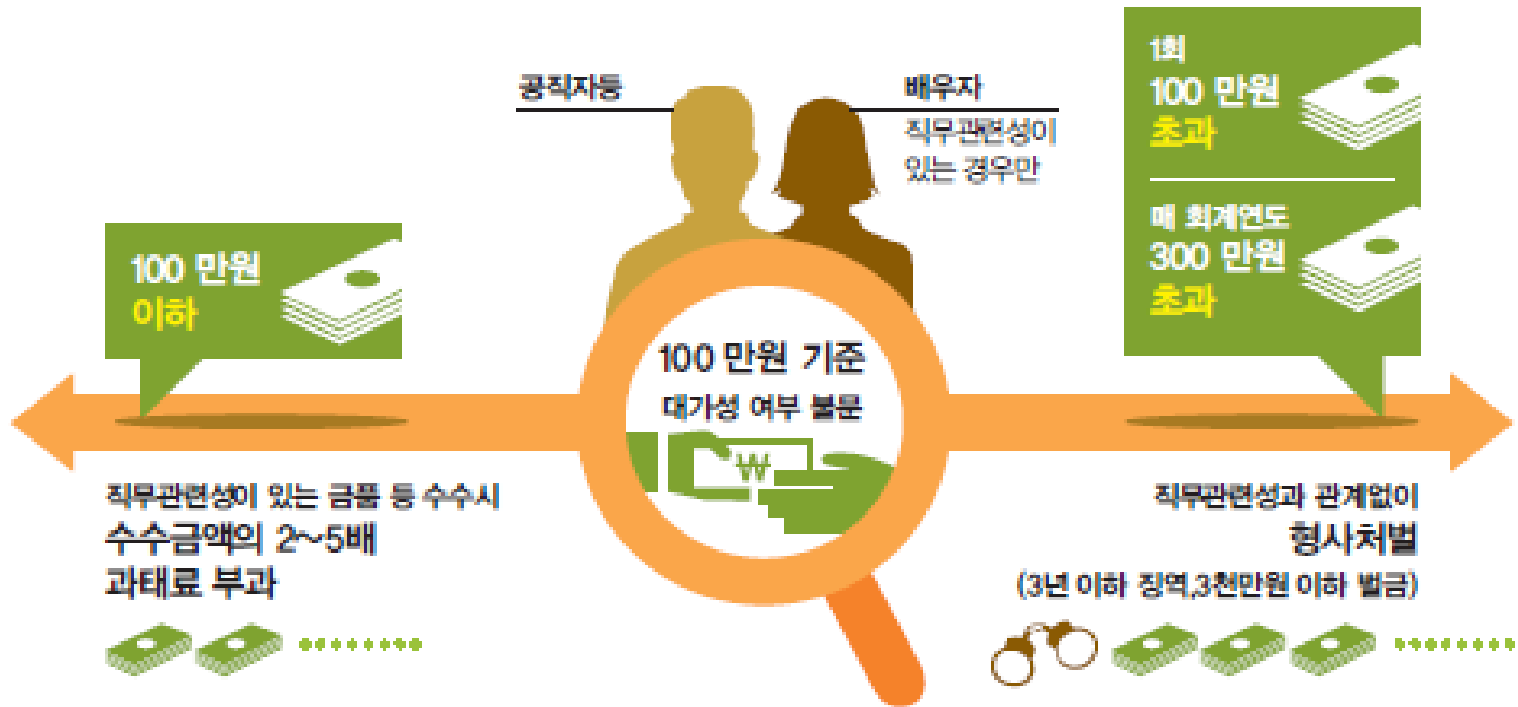 공직자등
배우자
직무관련성이
있는 경우만
100 만원
이하
1회
100 만원
초과
매 회계연도
300 만원
초과
100 만원 기준
대가성 여부 불문
₩
직무관련성이 있는 금품 등 수수시
수수금액의 2~5배
과태료 부과
직무관련성과 관계없이
형사처벌
(3년 이하 징역,3천만원 이하 벌금)